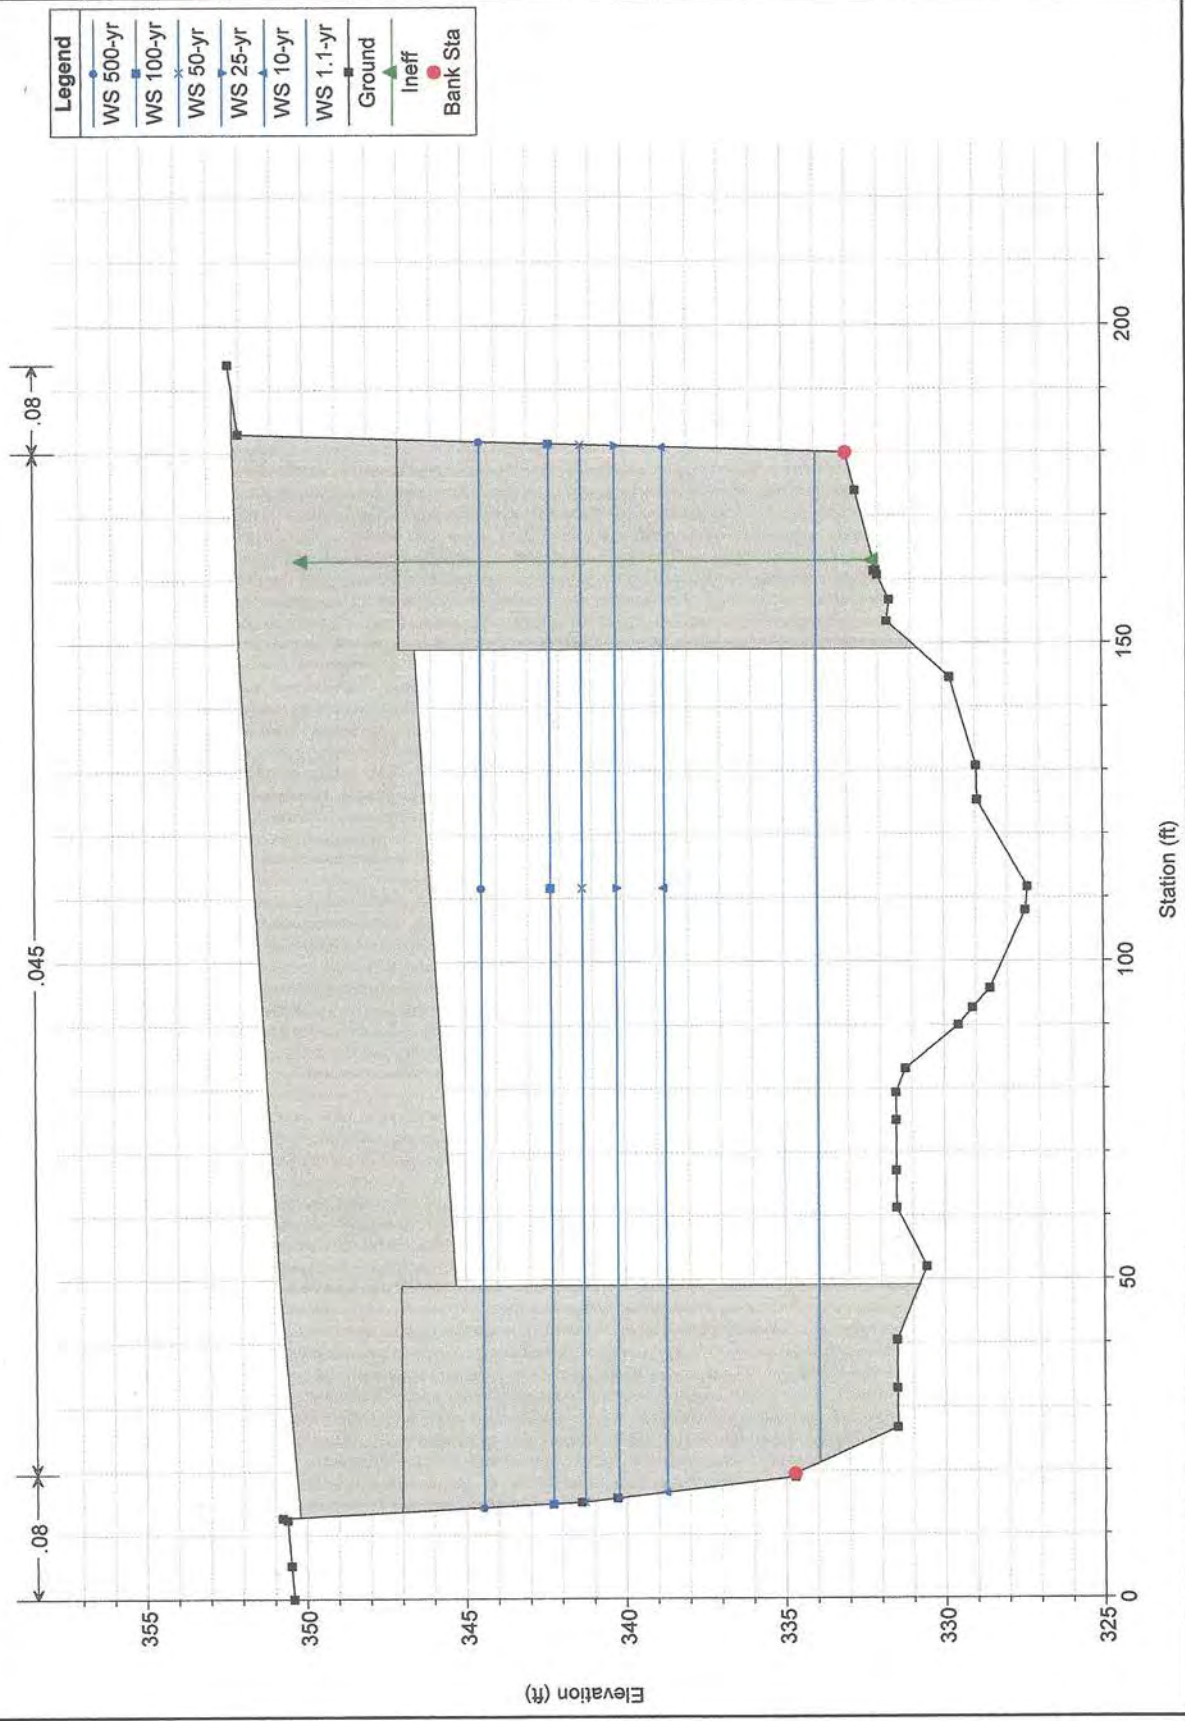 .08
.045
.08
Legend
WS 500-yr
WS 100-yr
WS 50-yr
WS 25-yr
WS 10-yr
WS 1.1-yr
Ground
Ineff
Bank Sta
Elevation (ft)
355
350
345
340
335
330
325
0
50
100
150
200
Station (ft)